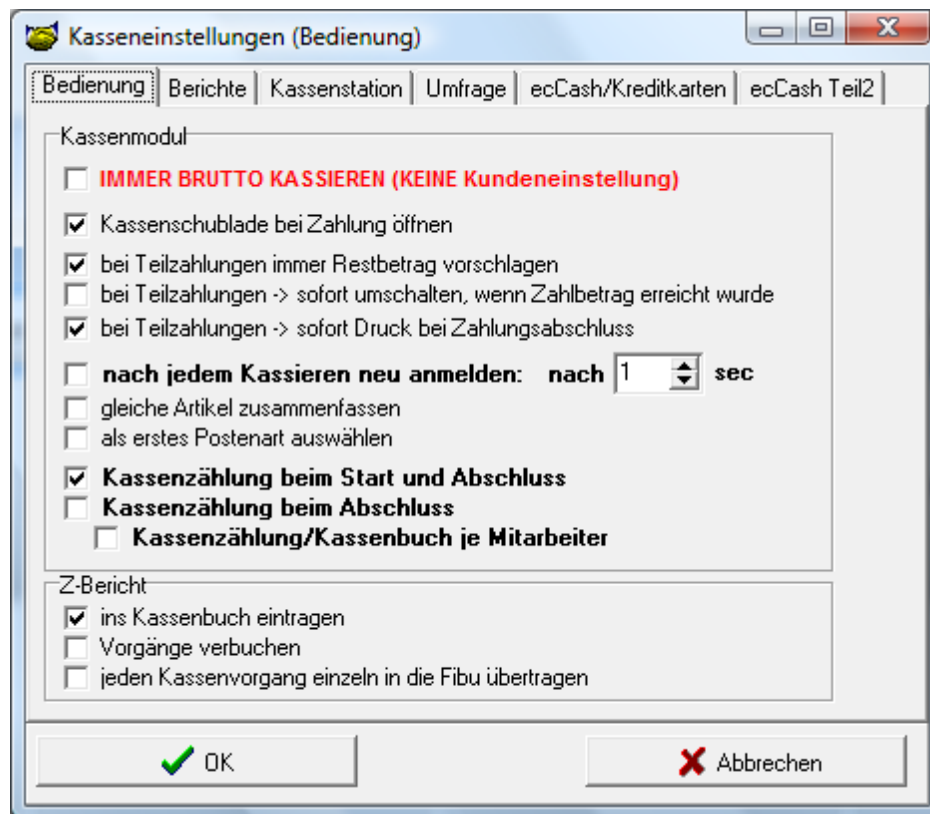 Kasseneinstellungen (Bedienung)
Bedienung Berichte Kassenstation Umfrage ecCash/Kreditkarten ecCash Teil2
Kassenmodul
IMMER BRUTTO KASSIEREN (KEINE Kundeneinstellung)
Kassenschublade bei Zahlung öffnen
bei Teilzahlungen immer Restbetrag vorschlagen
bei Teilzahlungen -> sofort umschalten, wenn Zahlbetrag erreicht wurde
bei Teilzahlungen -> sofort Druck bei Zahlungsabschluss
nach jedem Kassieren neu anmelden: nach 1 sec
gleiche Artikel zusammenfassen
als erstes Postenart auswählen
Kassenzählung beim Start und Abschluss
Kassenzählung beim Abschluss
Kassenzählung/Kassenbuch je Mitarbeiter
Z-Bericht
ins Kassenbuch eintragen
Vorgänge verbuchen
jeden Kassenvorgang einzeln in die Fibu übertragen
OK Abbrechen